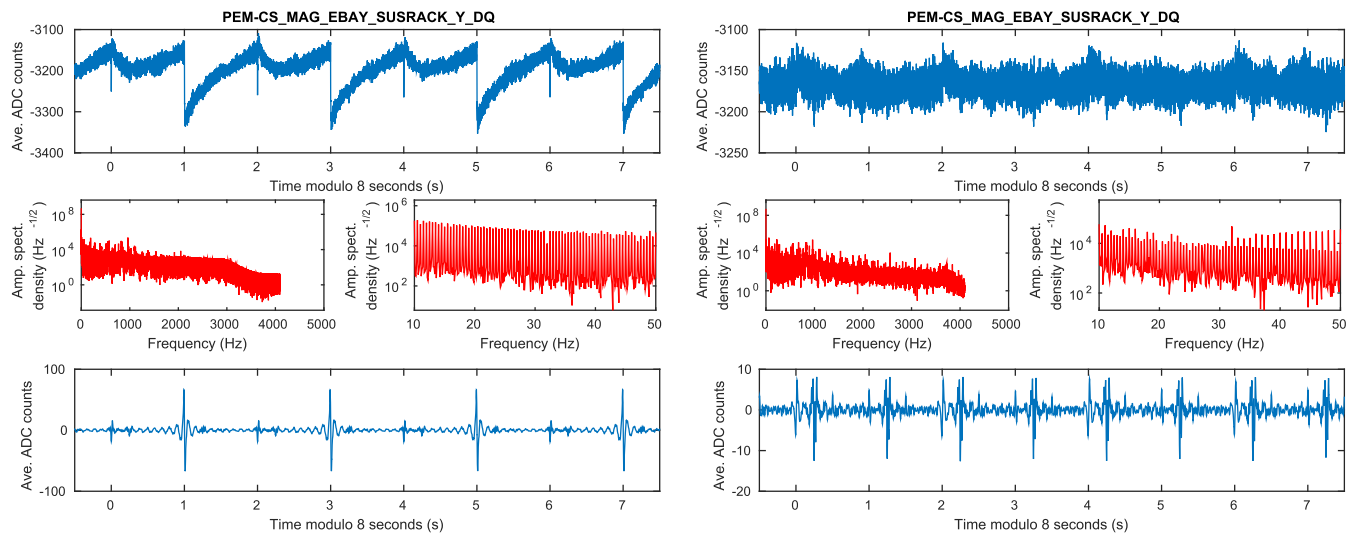 PEM-CS_MAG_EBAY_SUSRACK_Y_DQ
Ave. ADC counts
-3100
-3200
-3300
-3400
0 1 2 3 4 5 6 7
Time modulo 8 seconds (s)
Amp. spect.
density (Hz -1/2)
10^8
10^4
10^0
0 1000 2000 3000 4000 5000
Frequency (Hz)
Amp. spect.
density (Hz -1/2)
10^6
10^4
10^2
10 20 30 40 50
Frequency (Hz)
Ave. ADC counts
100
0
-100
0 1 2 3 4 5 6 7
Time modulo 8 seconds (s)
PEM-CS_MAG_EBAY_SUSRACK_Y_DQ
Ave. ADC counts
-3100
-3150
-3200
-3250
0 1 2 3 4 5 6 7
Time modulo 8 seconds (s)
Amp. spect.
density (Hz -1/2)
10^8
10^4
10^0
0 1000 2000 3000 4000 5000
Frequency (Hz)
Amp. spect.
density (Hz -1/2)
10^4
10^2
10 20 30 40 50
Frequency (Hz)
Ave. ADC counts
10
0
-10
-20
0 1 2 3 4 5 6 7
Time modulo 8 seconds (s)